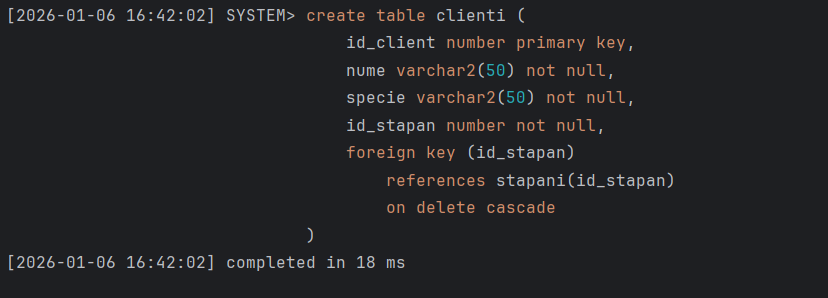 [2026-01-06 16:42:02] SYSTEM> create table clienti (
id_client number primary key,
nume varchar2(50) not null,
specie varchar2(50) not null,
id_stapan number not null,
foreign key (id_stapan)
references stapani(id_stapan)
on delete cascade
)
[2026-01-06 16:42:02] completed in 18 ms